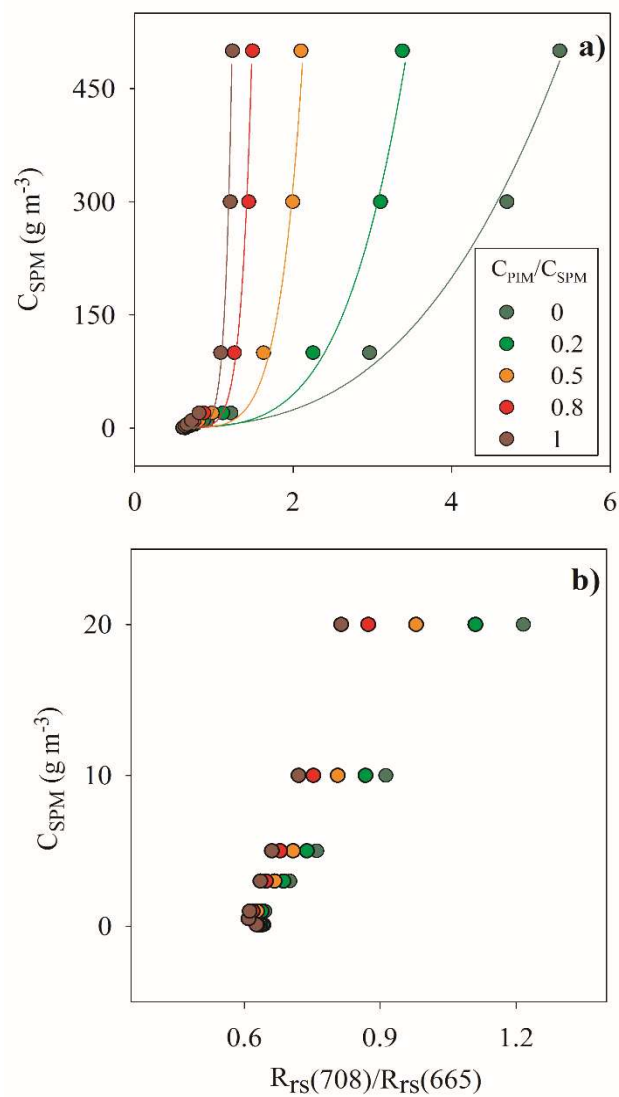 a)
450
300
150
0
C_SPM (g m⁻³)
C_PIM/C_SPM
0
0.2
0.5
0.8
1
0 2 4 6
b)
20
10
0
C_SPM (g m⁻³)
0.6 0.9 1.2
R_rs(708)/R_rs(665)